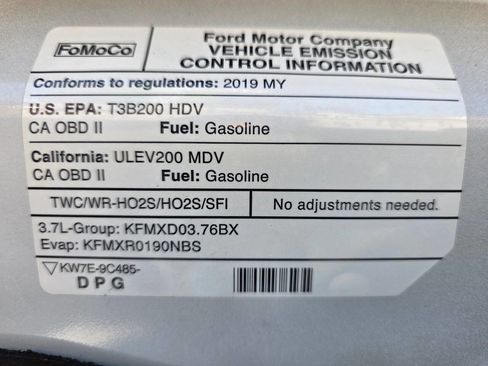 FoMoCo
Ford Motor Company
VEHICLE EMISSION
CONTROL INFORMATION
Conforms to regulations: 2019 MY
U.S. EPA: T3B200 HDV
CA OBD II Fuel: Gasoline
California: ULEV200 MDV
CA OBD II Fuel: Gasoline
TWC/WR-HO2S/HO2S/SFI No adjustments needed.
3.7L-Group: KFMXD03.76BX
Evap: KFMXR0190NBS
KW7E-9C485-
D P G